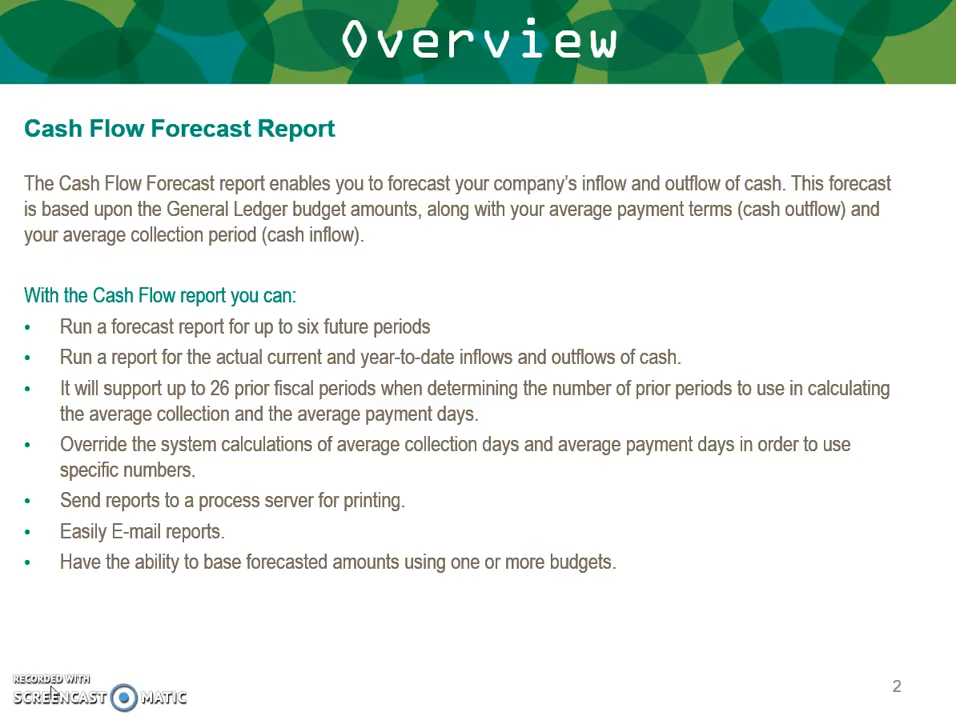 Overview
Cash Flow Forecast Report
The Cash Flow Forecast report enables you to forecast your company’s inflow and outflow of cash. This forecast
is based upon the General Ledger budget amounts, along with your average payment terms (cash outflow) and
your average collection period (cash inflow).
With the Cash Flow report you can:
• Run a forecast report for up to six future periods
• Run a report for the actual current and year-to-date inflows and outflows of cash.
• It will support up to 26 prior fiscal periods when determining the number of prior periods to use in calculating
the average collection and the average payment days.
• Override the system calculations of average collection days and average payment days in order to use
specific numbers.
• Send reports to a process server for printing.
• Easily E-mail reports.
• Have the ability to base forecasted amounts using one or more budgets.
RECORDED WITH
SCREENCAST MATIC
2